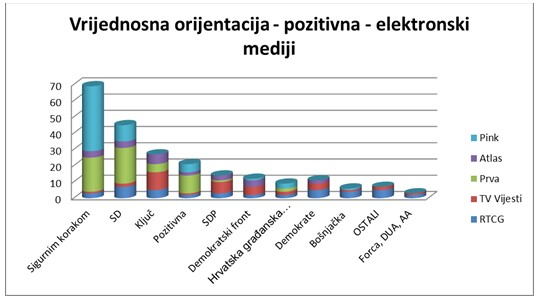 Vrijednosna orijentacija - pozitivna - elektronski
mediji
70
60
50
40
30
20
10
0
Sigurnim korakom
SD
Ključ
Pozitivna
SDP
Demokratski front
Hrvatska građanska...
Demokrate
Bošnjačka
OSTALI
Forca, DUA, AA
Pink
Atlas
Prva
TV Vijesti
RTCG